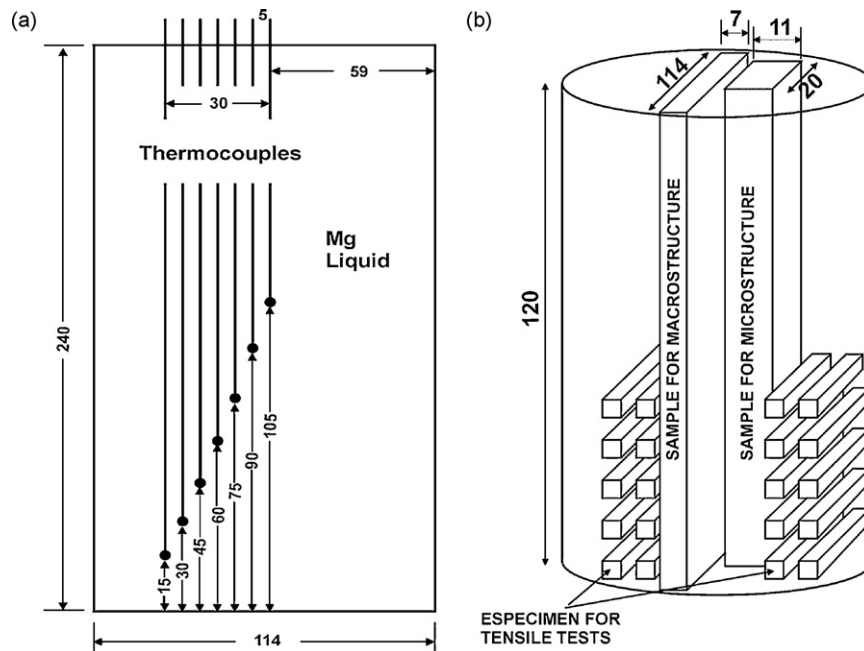 (a)
5
59
30
Thermocouples
Mg
Liquid
240
15
30
45
60
75
90
105
114
(b)
7
11
114
20
120
SAMPLE FOR MACROSTRUCTURE
SAMPLE FOR MICROSTRUCTURE
ESPECIMEN FOR
TENSILE TESTS